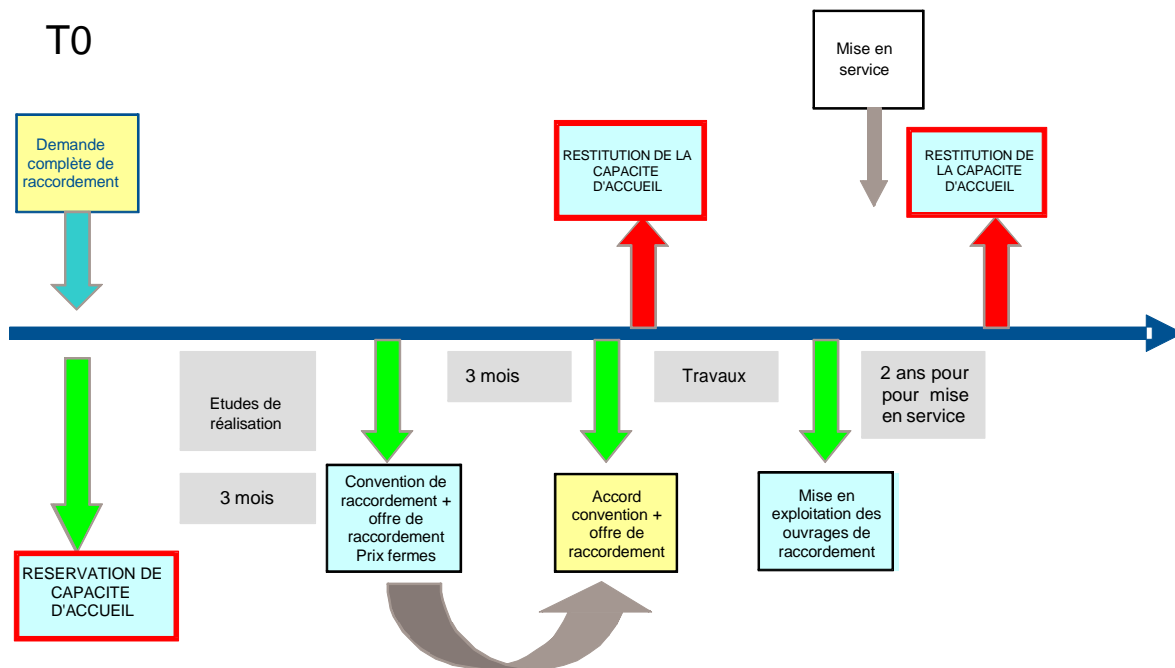 T0
Mise en
service
Demande
complète de
raccordement
RESTITUTION DE LA
CAPACITE
D'ACCUEIL
RESTITUTION DE
LA CAPACITE
D'ACCUEIL
Etudes de
réalisation
3 mois
3 mois
Travaux
2 ans pour
pour mise
en service
RESERVATION DE
CAPACITE
D'ACCUEIL
Convention de
raccordement +
offre de
raccordement
Prix fermes
Accord
convention +
offre de
raccordement
Mise en
exploitation des
ouvrages de
raccordement